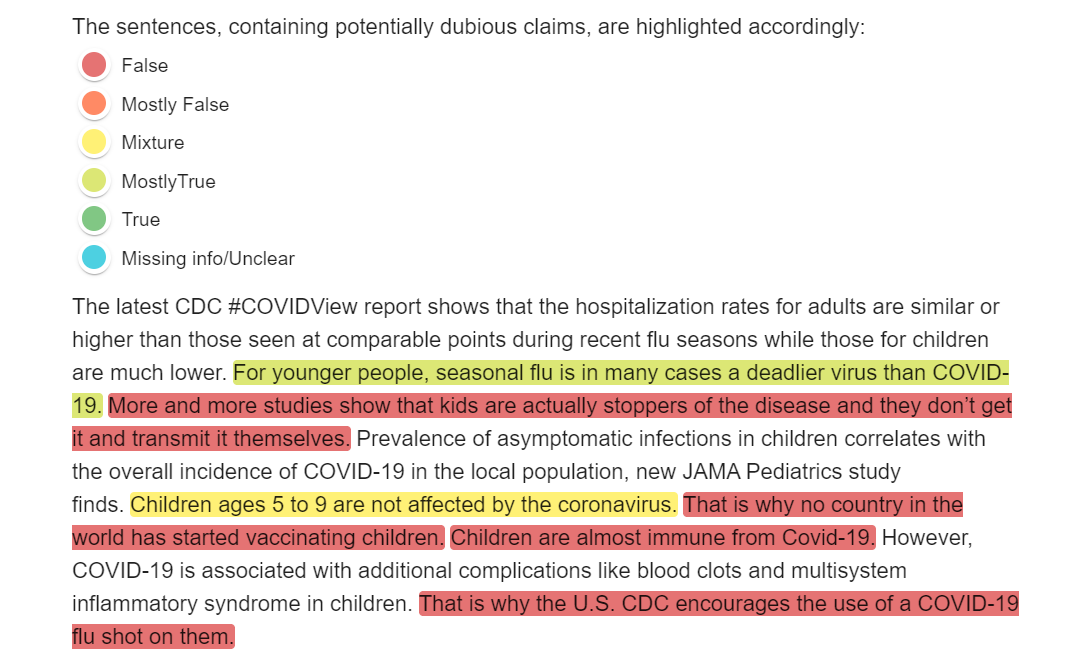 The sentences, containing potentially dubious claims, are highlighted accordingly:
False
Mostly False
Mixture
MostlyTrue
True
Missing info/Unclear
The latest CDC #COVIDView report shows that the hospitalization rates for adults are similar or
higher than those seen at comparable points during recent flu seasons while those for children
are much lower. For younger people, seasonal flu is in many cases a deadlier virus than COVID-
19. More and more studies show that kids are actually stoppers of the disease and they don’t get
it and transmit it themselves. Prevalence of asymptomatic infections in children correlates with
the overall incidence of COVID-19 in the local population, new JAMA Pediatrics study
finds. Children ages 5 to 9 are not affected by the coronavirus. That is why no country in the
world has started vaccinating children. Children are almost immune from Covid-19. However,
COVID-19 is associated with additional complications like blood clots and multisystem
inflammatory syndrome in children. That is why the U.S. CDC encourages the use of a COVID-19
flu shot on them.